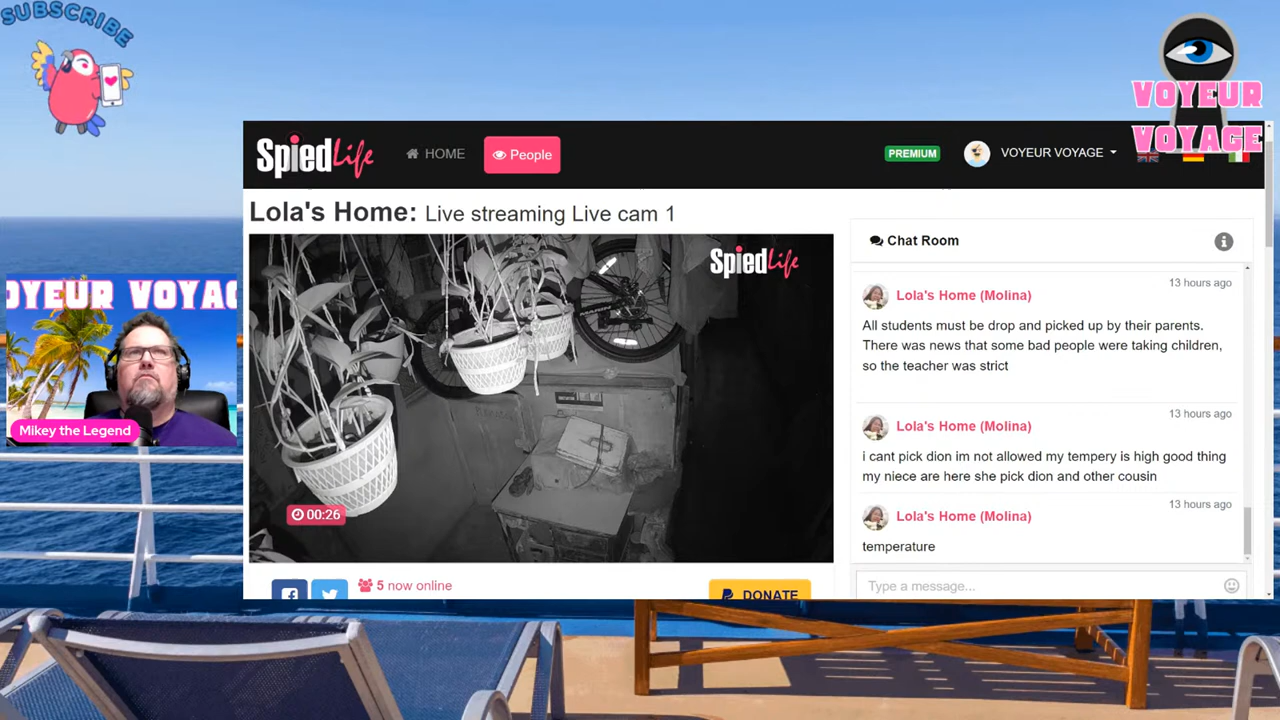 SUBSCRIBE
VOYEUR
VOYAGE
SpiedLife
HOME
People
PREMIUM
VOYEUR VOYAGE
Lola's Home: Live streaming Live cam 1
SpiedLife
00:26
5 now online
DONATE
Chat Room
13 hours ago
Lola's Home (Molina)
All students must be drop and picked up by their parents.
There was news that some bad people were taking children,
so the teacher was strict
13 hours ago
Lola's Home (Molina)
i cant pick dion im not allowed my tempery is high good thing
my niece are here she pick dion and other cousin
13 hours ago
Lola's Home (Molina)
temperature
Type a message...
OYEUR VOYAG
Mikey the Legend